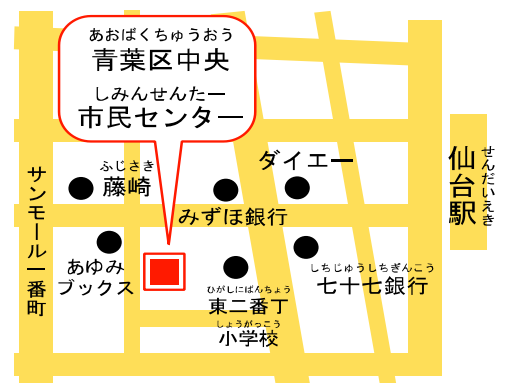 あおばくちゅうおう
青葉区中央
しみんせんたー
市民センター
ダイエー
せんだいえき
仙台駅
ふじさき
藤崎
サンモール一番町
みずほ銀行
あゆみ
ブックス
しちじゅうしちぎんこう
七十七銀行
ひがしにばんちょう
東二番丁
しょうがっこう
小学校